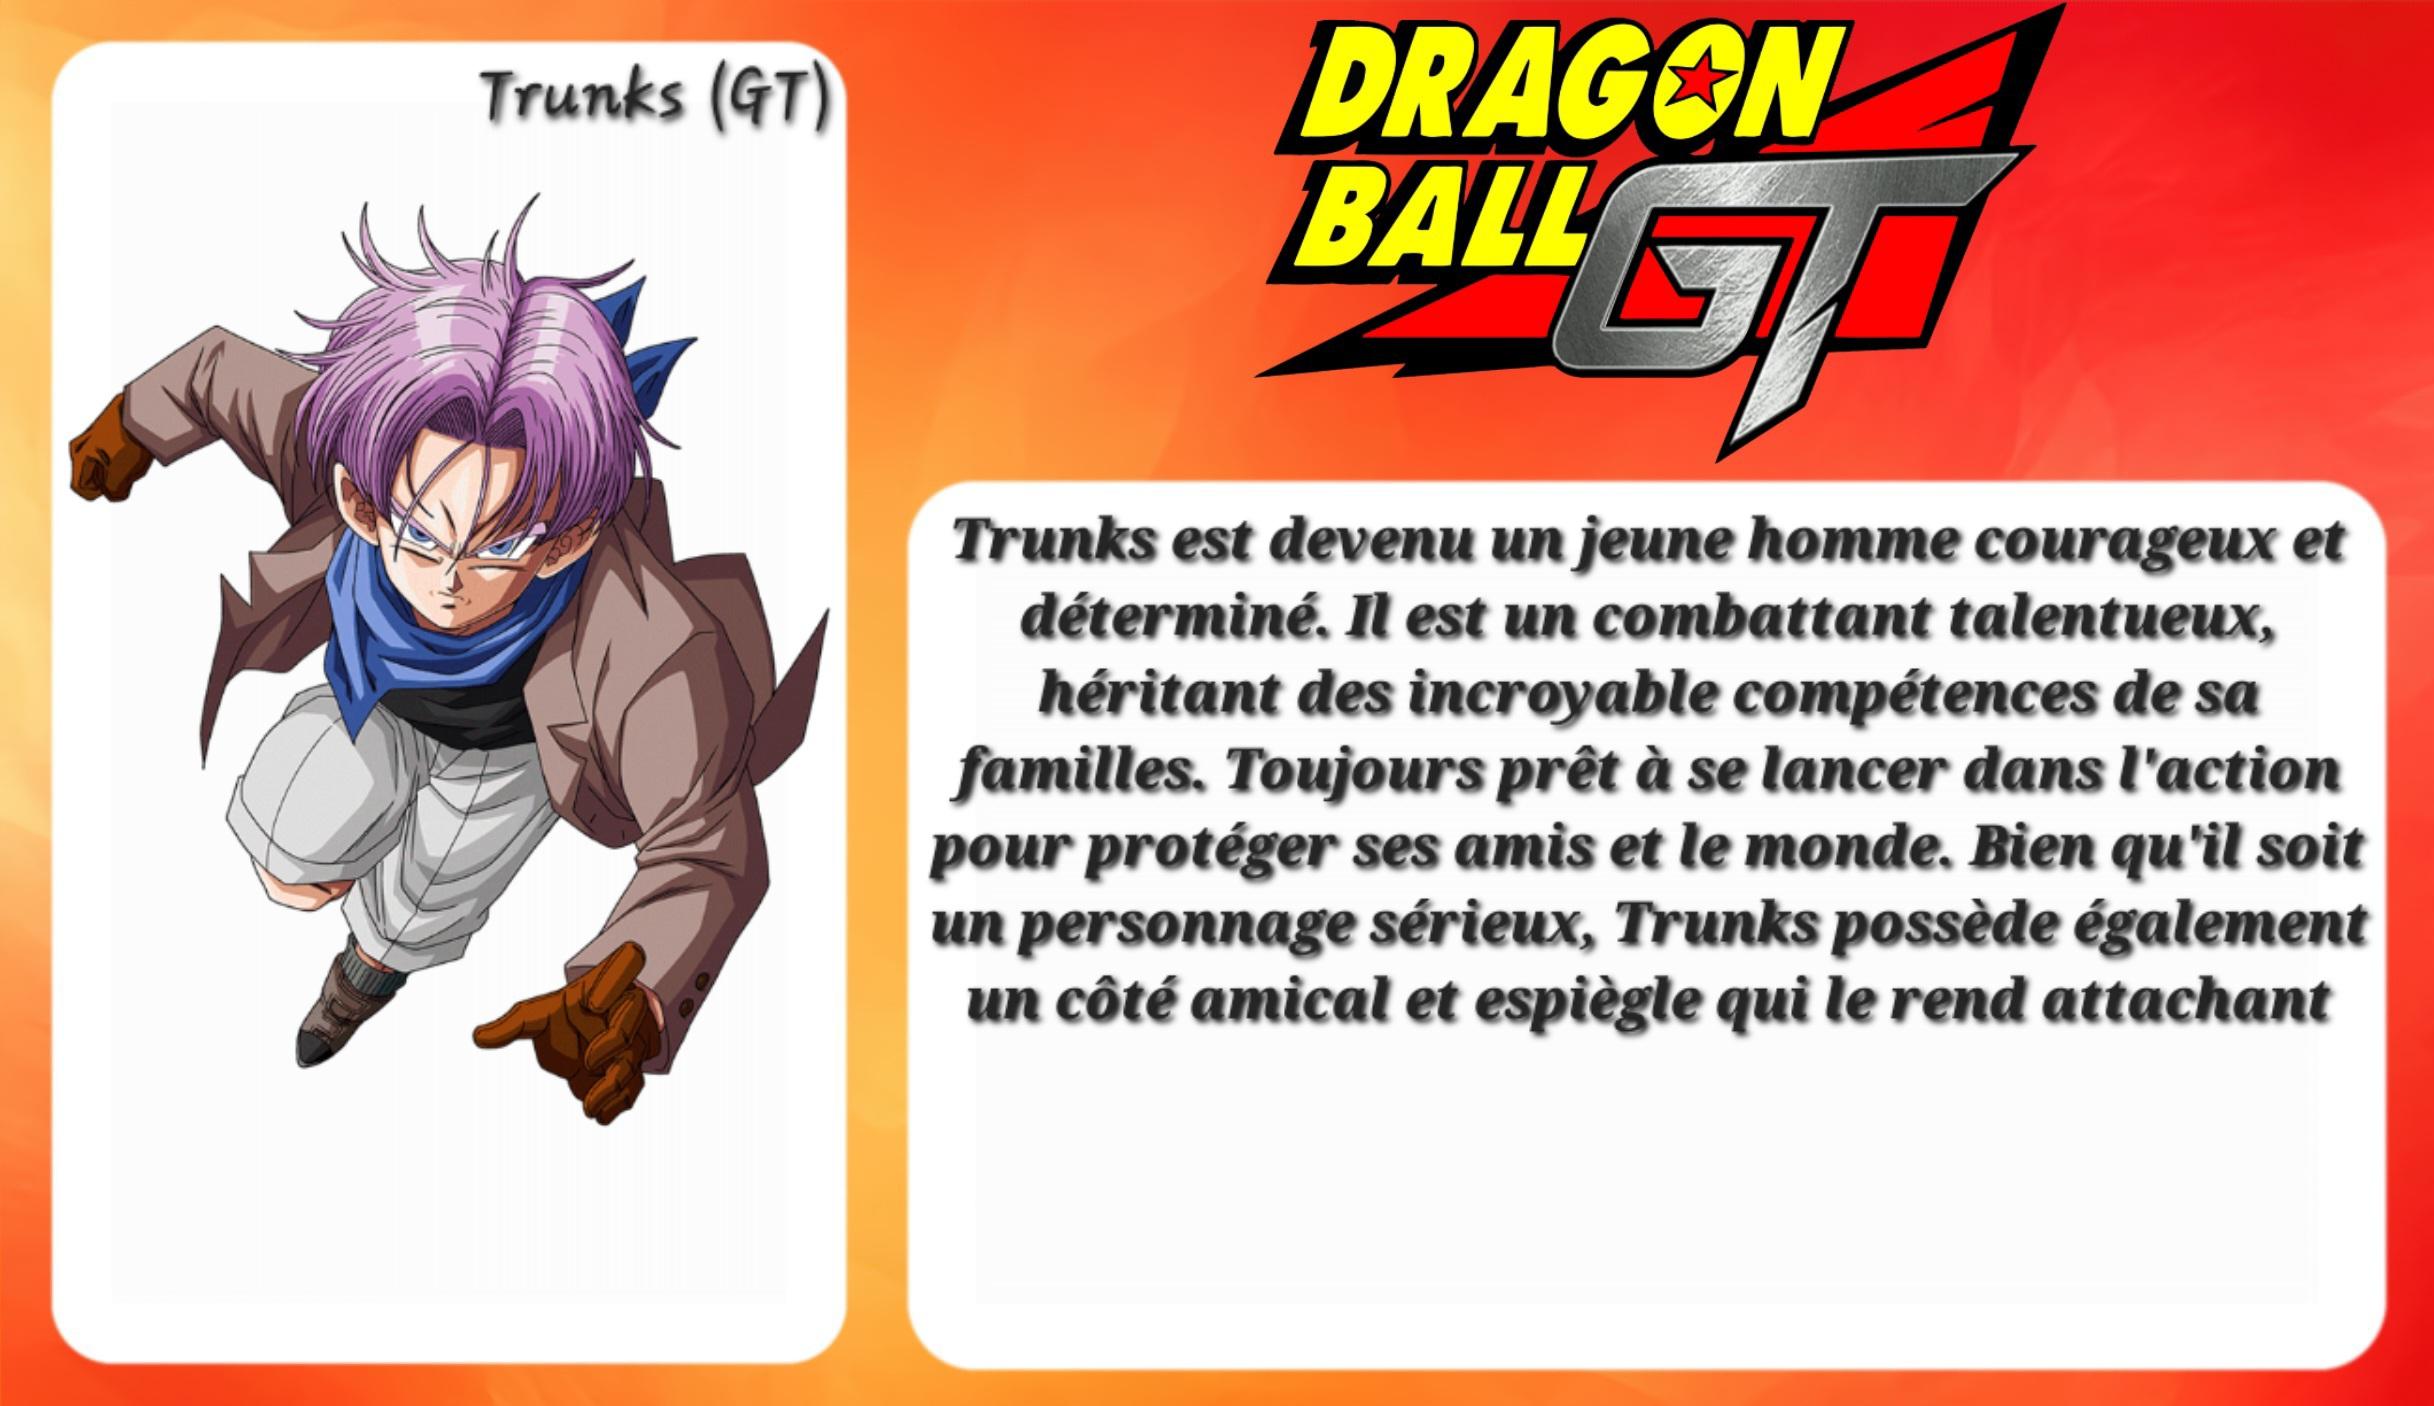 Trunks (GT)
DRAGON
BALL GT
Trunks est devenu un jeune homme courageux et
déterminé. Il est un combattant talentueux,
héritant des incroyable compétences de sa
familles. Toujours prêt à se lancer dans l'action
pour protéger ses amis et le monde. Bien qu'il soit
un personnage sérieux, Trunks possède également
un côté amical et espiègle qui le rend attachant